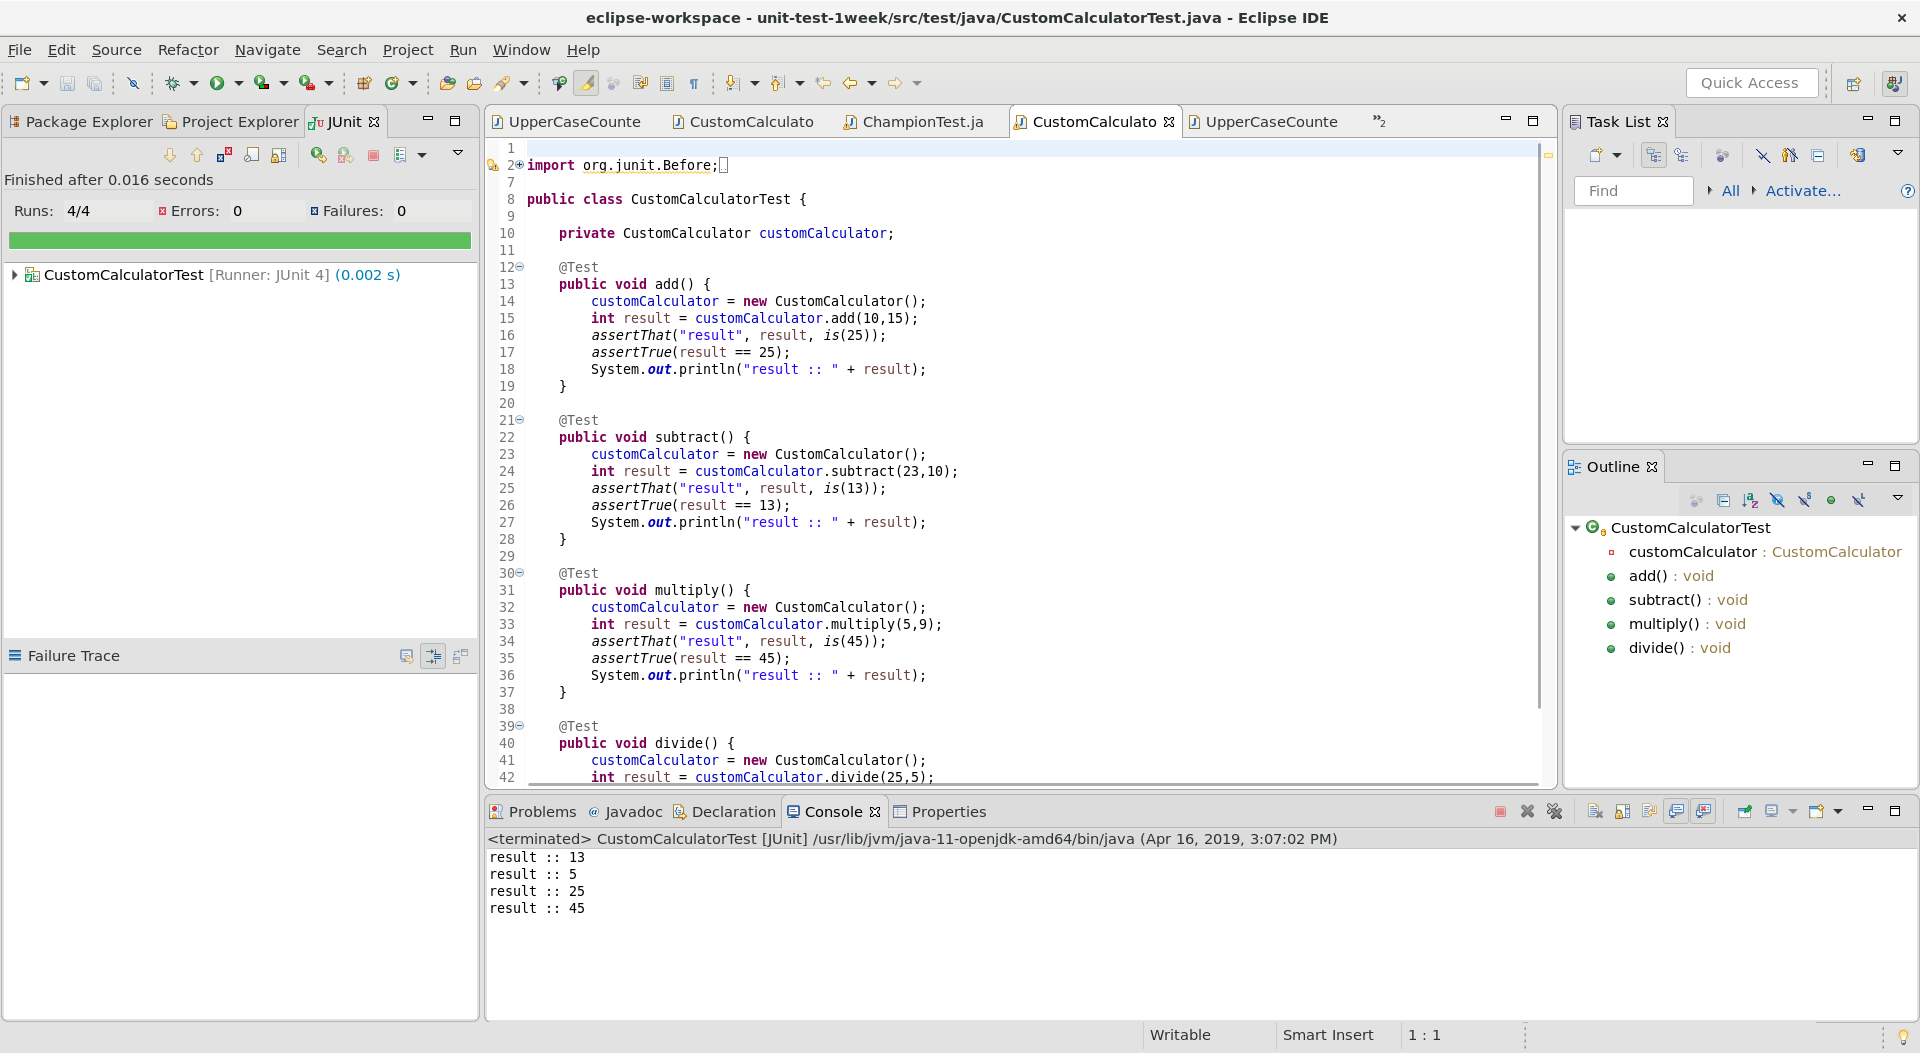 eclipse-workspace - unit-test-1week/src/test/java/CustomCalculatorTest.java - Eclipse IDE
File Edit Source Refactor Navigate Search Project Run Window Help
Quick Access
Package Explorer Project Explorer JUnit
Finished after 0.016 seconds
Runs: 4/4 Errors: 0 Failures: 0
CustomCalculatorTest [Runner: JUnit 4] (0.002 s)
Failure Trace
UpperCaseCounte CustomCalculato ChampionTest.ja CustomCalculato UpperCaseCounte »2
1
2 import org.junit.Before;
7
8 public class CustomCalculatorTest {
9
10 private CustomCalculator customCalculator;
11
12 @Test
13 public void add() {
14 customCalculator = new CustomCalculator();
15 int result = customCalculator.add(10,15);
16 assertThat("result", result, is(25));
17 assertTrue(result == 25);
18 System.out.println("result :: " + result);
19 }
20
21 @Test
22 public void subtract() {
23 customCalculator = new CustomCalculator();
24 int result = customCalculator.subtract(23,10);
25 assertThat("result", result, is(13));
26 assertTrue(result == 13);
27 System.out.println("result :: " + result);
28 }
29
30 @Test
31 public void multiply() {
32 customCalculator = new CustomCalculator();
33 int result = customCalculator.multiply(5,9);
34 assertThat("result", result, is(45));
35 assertTrue(result == 45);
36 System.out.println("result :: " + result);
37 }
38
39 @Test
40 public void divide() {
41 customCalculator = new CustomCalculator();
42 int result = customCalculator.divide(25,5);
Task List
Find All Activate...
Outline
CustomCalculatorTest
customCalculator : CustomCalculator
add() : void
subtract() : void
multiply() : void
divide() : void
Problems Javadoc Declaration Console Properties
<terminated> CustomCalculatorTest [JUnit] /usr/lib/jvm/java-11-openjdk-amd64/bin/java (Apr 16, 2019, 3:07:02 PM)
result :: 13
result :: 5
result :: 25
result :: 45
Writable Smart Insert 1 : 1